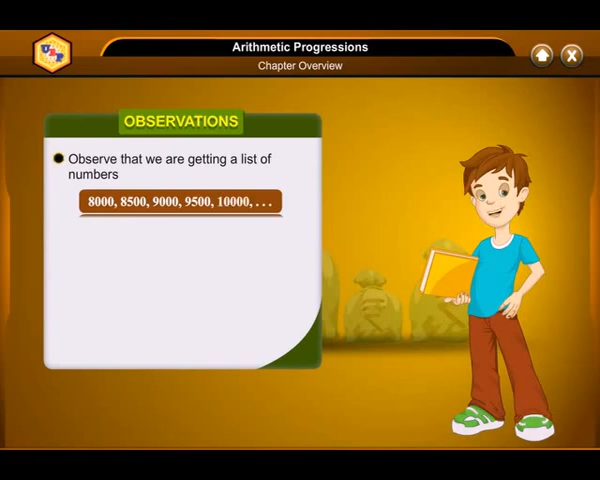 Arithmetic Progressions
Chapter Overview
OBSERVATIONS
Observe that we are getting a list of
numbers
8000, 8500, 9000, 9500, 10000, . . .